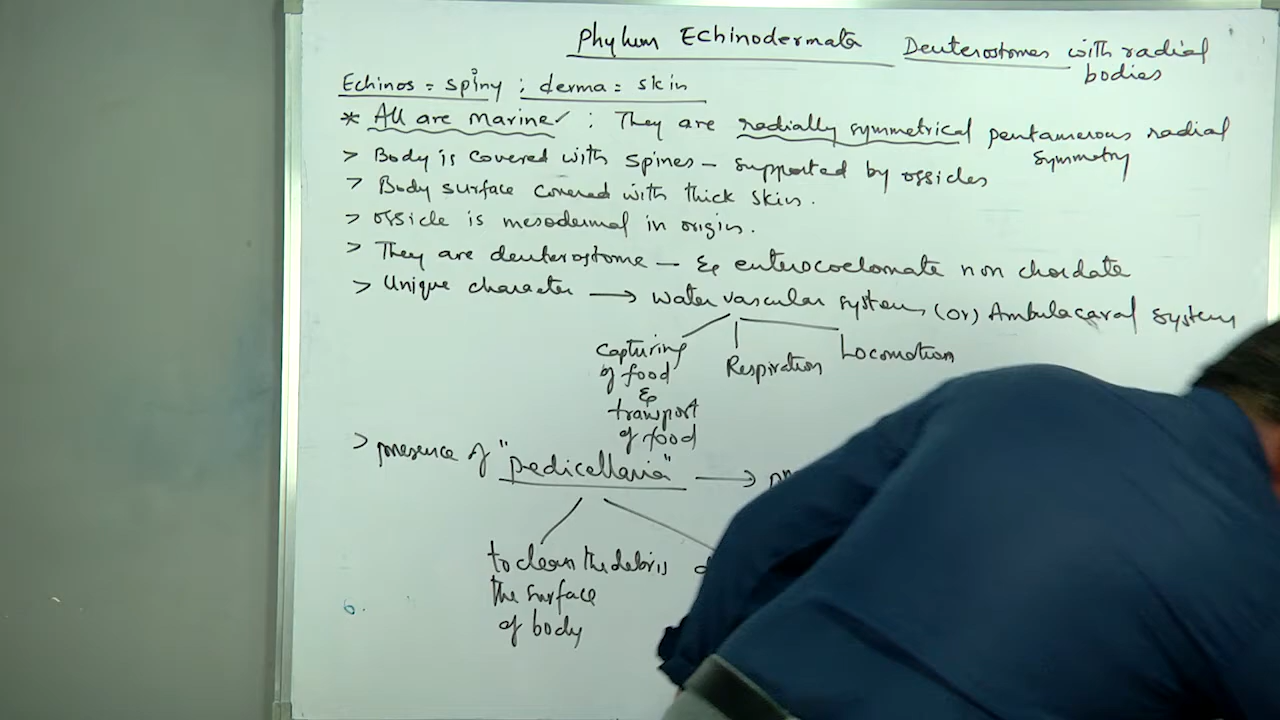 Phylum Echinodermata Deuterostomes with radial
bodies
Echinos = spiny ; derma = skin
* All are marine ✓ : They are radially symmetrical pentamerous radial
symmetry
> Body is covered with spines – supported by ossicles
> Body surface covered with thick skin.
> ossicle is mesodermal in origin.
> They are deuterostome — & enterocoelomate non chordate
> Unique character → water vascular system (or) Ambulacaral system
capturing Respiration Locomotion
of food
&
transport
of food
> presence of "pedicellaria" →
to clean the debris
the surface
of body
6.